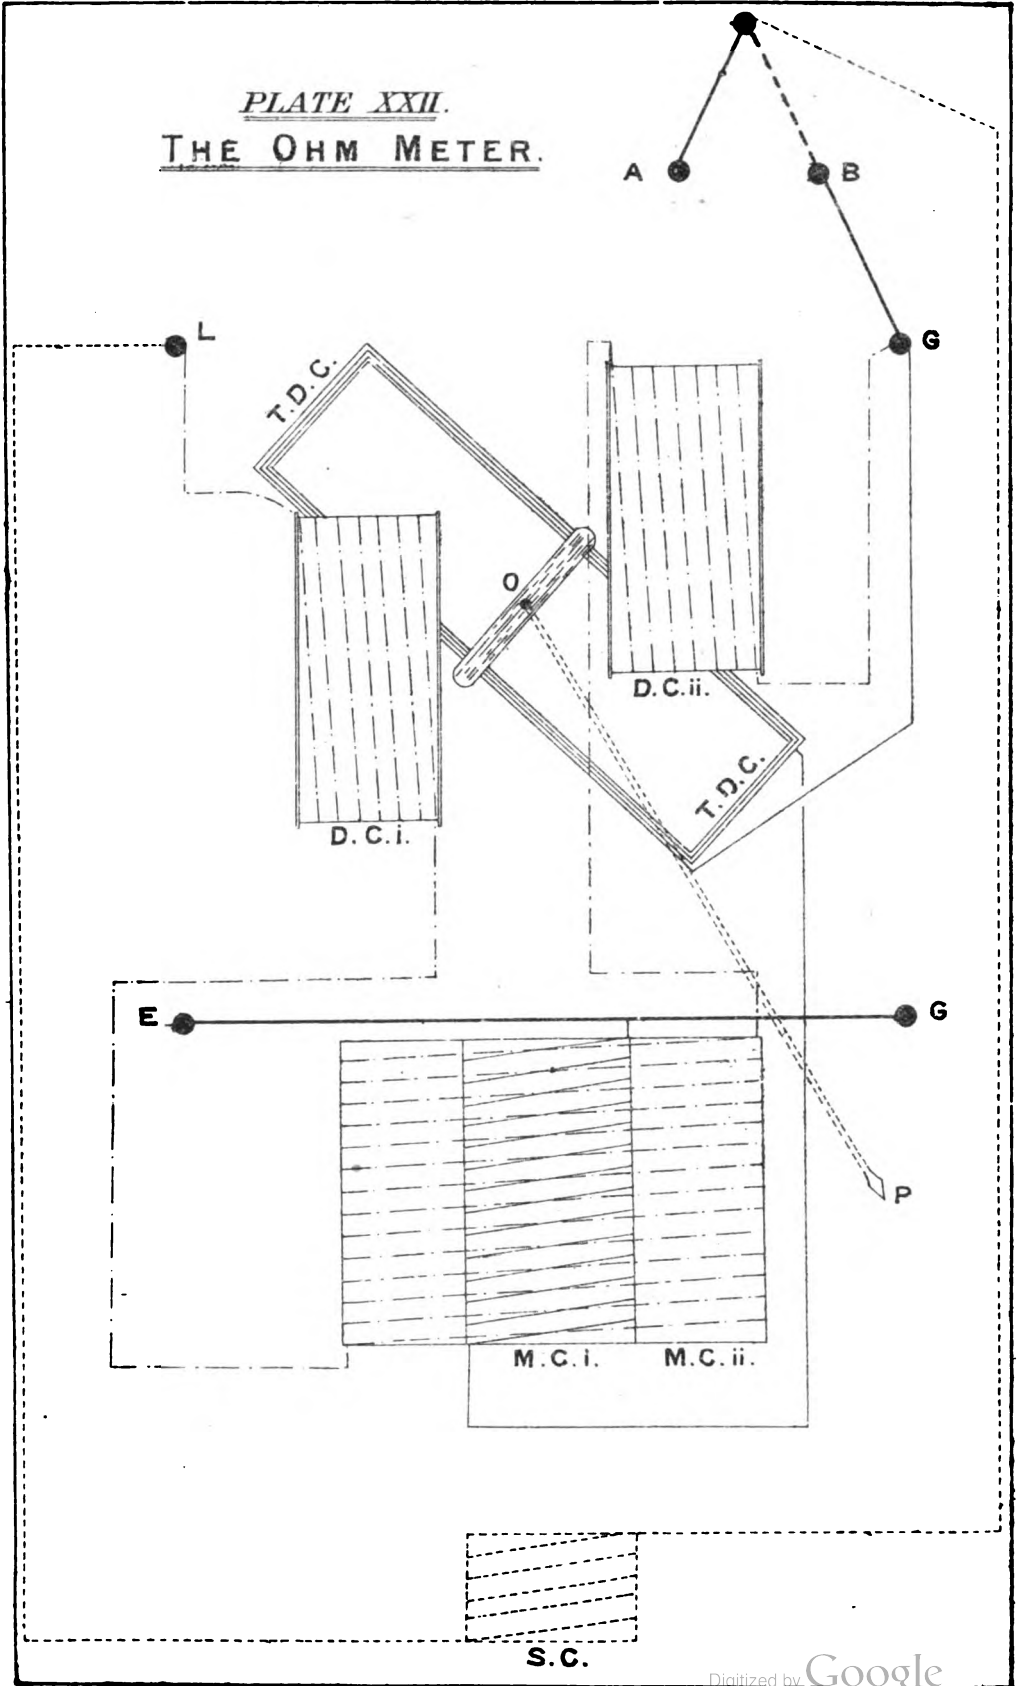 PLATE XXII.
THE OHM METER.
A
B
L
G
T.D.C.
O
D.C.ii.
T.D.C.
D.C.i.
E
G
P
M.C.i.
M.C.ii.
S.C.
Digitized by Google